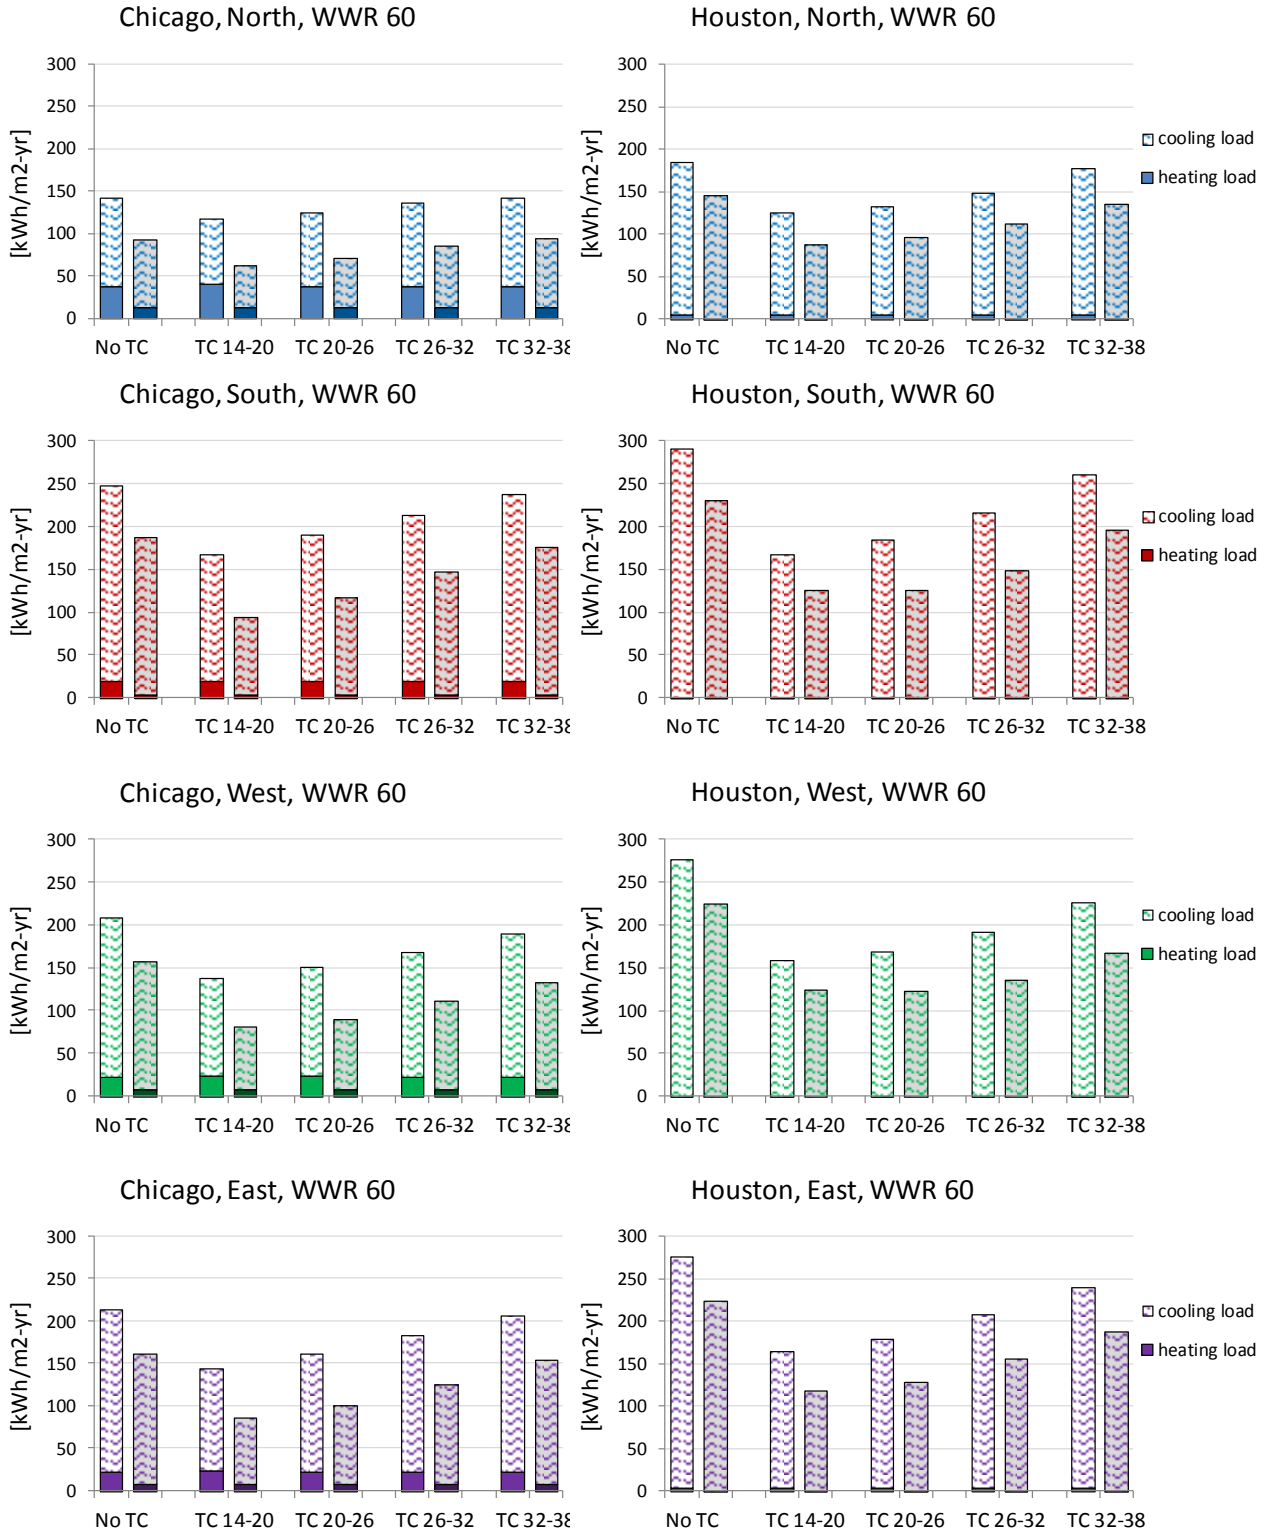 Chicago, North, WWR 60
[kWh/m2-yr]
300
250
200
150
100
50
0
No TC TC 14-20 TC 20-26 TC 26-32 TC 32-38
Houston, North, WWR 60
[kWh/m2-yr]
300
250
200
150
100
50
0
No TC TC 14-20 TC 20-26 TC 26-32 TC 32-38
cooling load
heating load
Chicago, South, WWR 60
[kWh/m2-yr]
300
250
200
150
100
50
0
No TC TC 14-20 TC 20-26 TC 26-32 TC 32-38
Houston, South, WWR 60
[kWh/m2-yr]
300
250
200
150
100
50
0
No TC TC 14-20 TC 20-26 TC 26-32 TC 32-38
cooling load
heating load
Chicago, West, WWR 60
[kWh/m2-yr]
300
250
200
150
100
50
0
No TC TC 14-20 TC 20-26 TC 26-32 TC 32-38
Houston, West, WWR 60
[kWh/m2-yr]
300
250
200
150
100
50
0
No TC TC 14-20 TC 20-26 TC 26-32 TC 32-38
cooling load
heating load
Chicago, East, WWR 60
[kWh/m2-yr]
300
250
200
150
100
50
0
No TC TC 14-20 TC 20-26 TC 26-32 TC 32-38
Houston, East, WWR 60
[kWh/m2-yr]
300
250
200
150
100
50
0
No TC TC 14-20 TC 20-26 TC 26-32 TC 32-38
cooling load
heating load